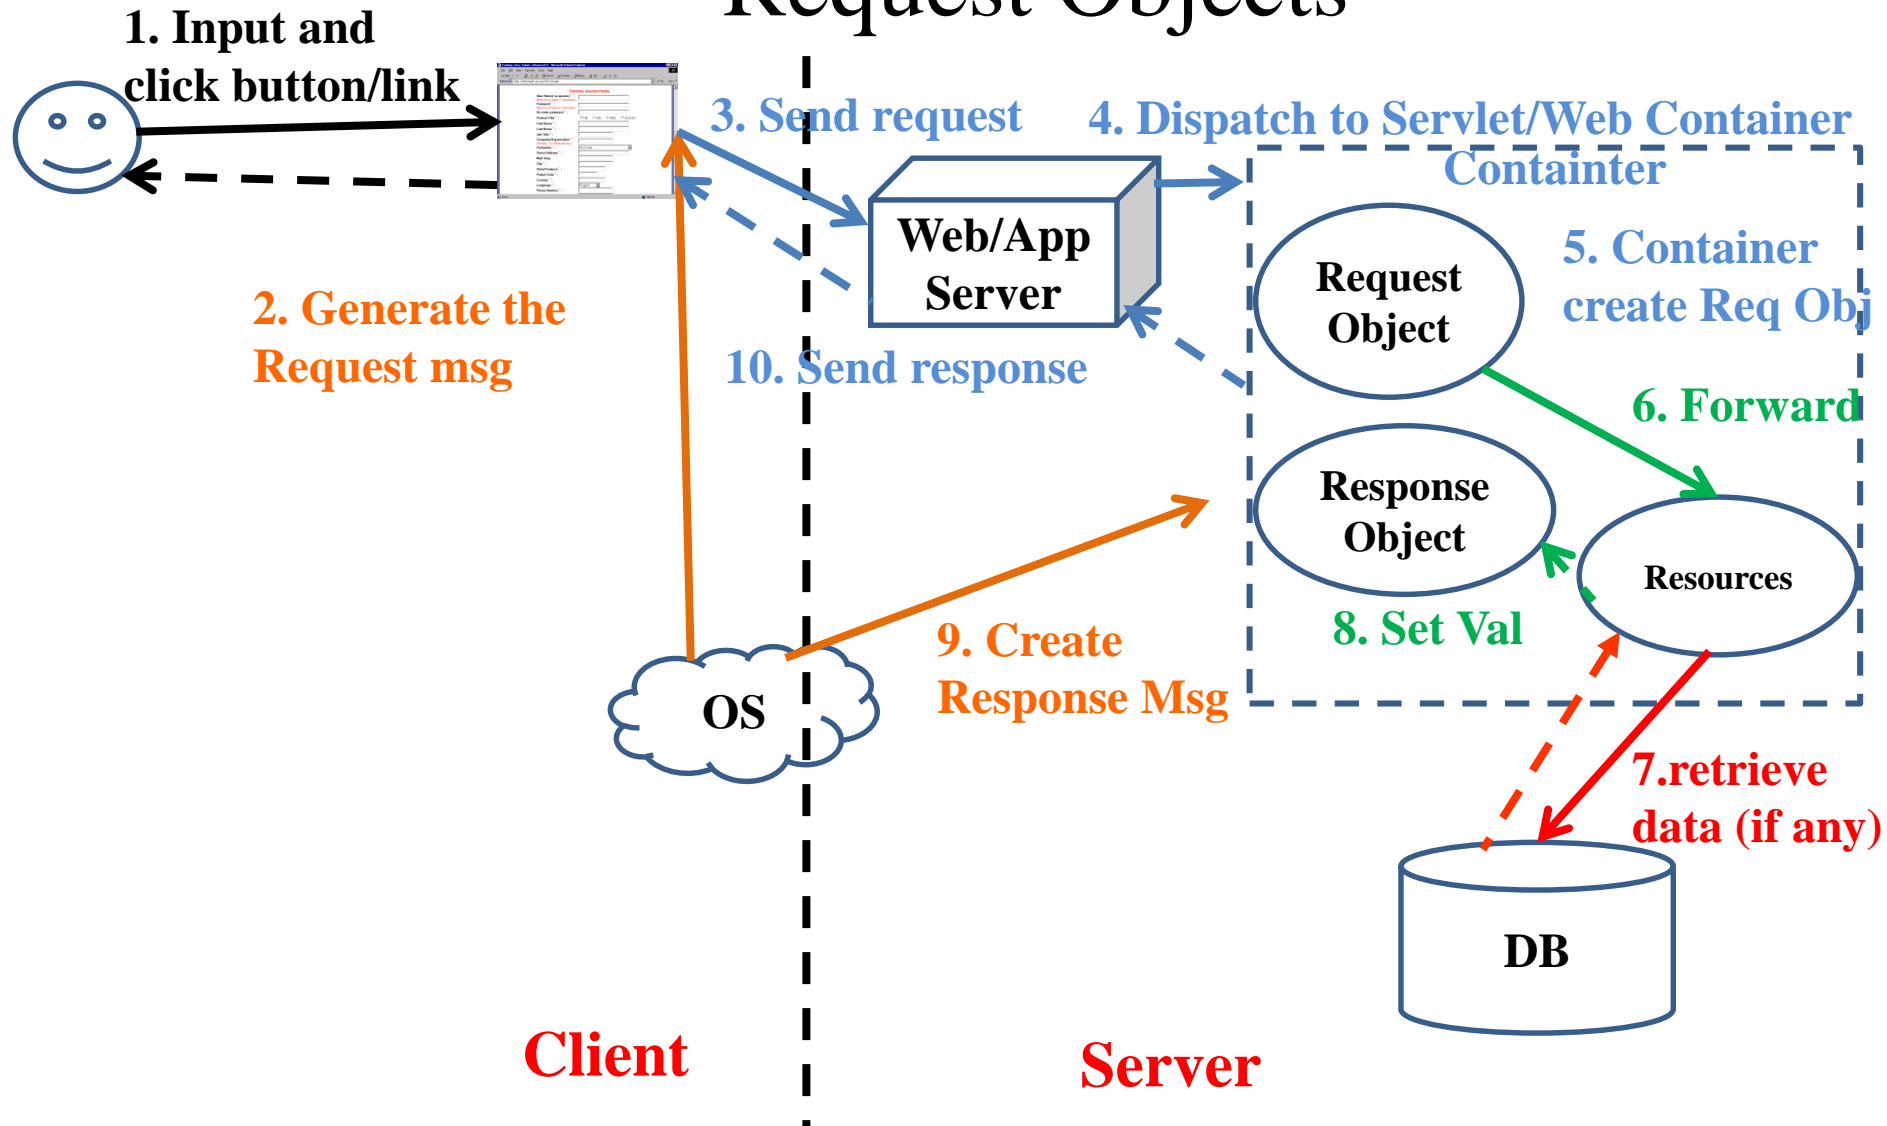 Request Objects
1. Input and
click button/link
3. Send request
4. Dispatch to Servlet/Web Container
Containter
Web/App
Server
Request
Object
5. Container
create Req Obj
2. Generate the
Request msg
10. Send response
6. Forward
Response
Object
Resources
8. Set Val
9. Create
Response Msg
OS
7.retrieve
data (if any)
DB
Client
Server